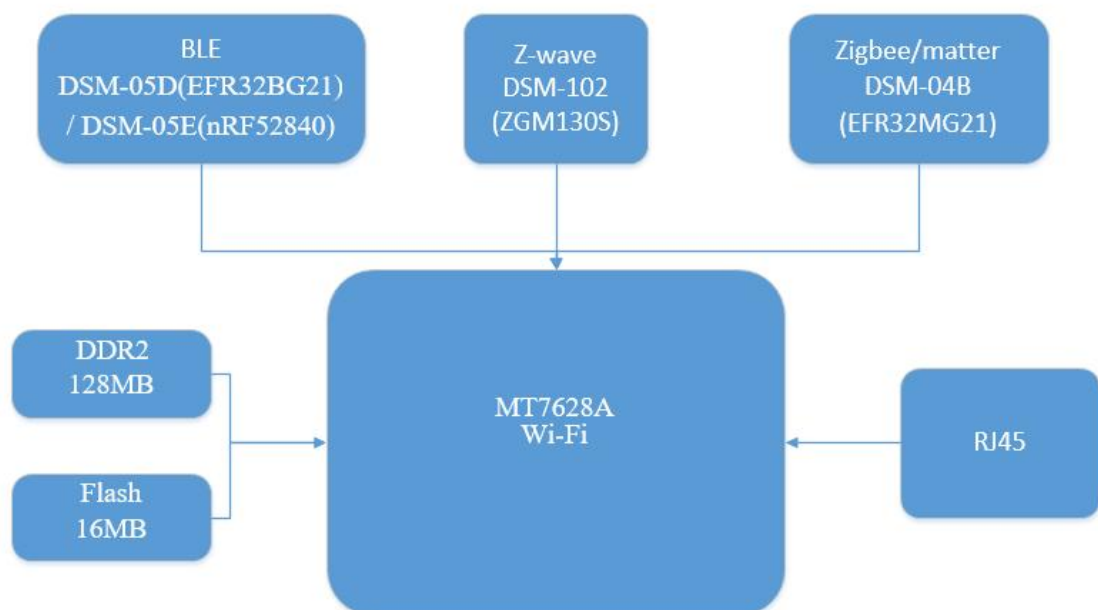 BLE
DSM-05D(EFR32BG21)
/ DSM-05E(nRF52840)
Z-wave
DSM-102
(ZGM130S)
Zigbee/matter
DSM-04B
(EFR32MG21)
DDR2
128MB
Flash
16MB
MT7628A
Wi-Fi
RJ45